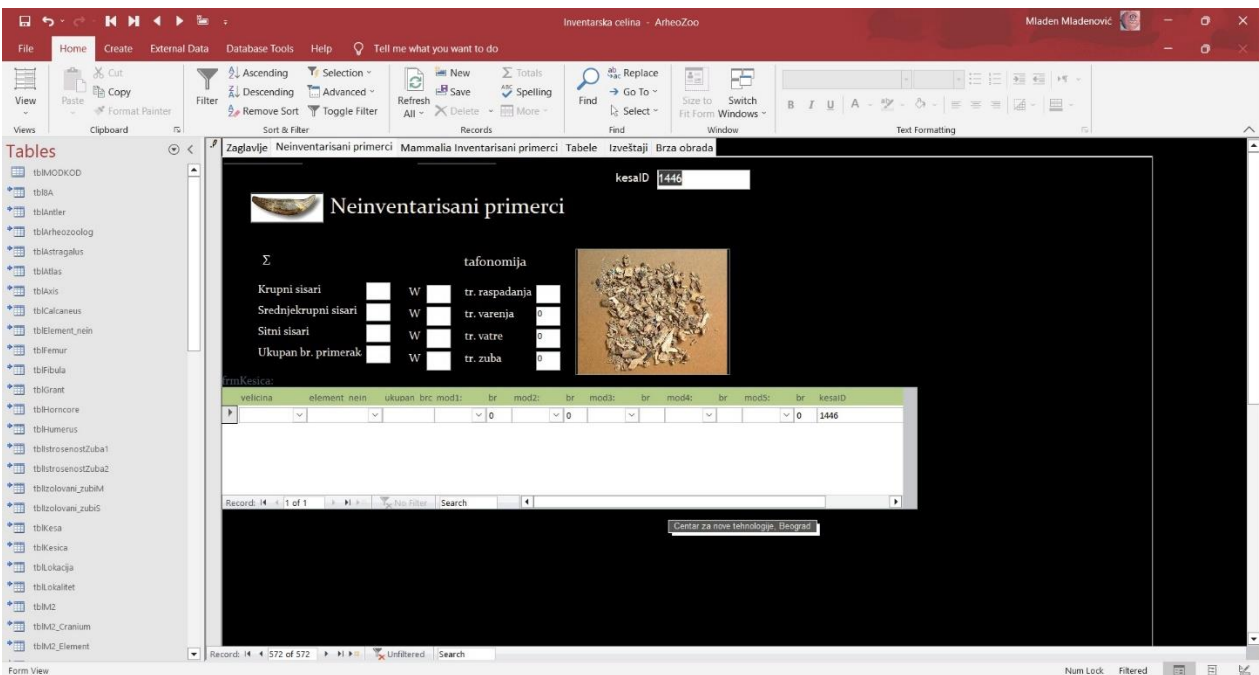 Inventarska celina - ArheoZoo
Mladen Mladenović
File Home Create External Data Database Tools Help Tell me what you want to do
View
Views
Paste
Cut
Copy
Format Painter
Clipboard
Filter
Ascending
Descending
Remove Sort
Selection
Advanced
Toggle Filter
Sort & Filter
Refresh
All
New
Save
Delete
Totals
Spelling
More
Records
Find
Replace
Go To
Select
Find
Size to
Fit Form
Switch
Windows
Window
B I U A
Text Formatting
Tables
tblMODKOD
tblAntler
tblArheozoolog
tblAstragalus
tblAtlas
tblAxis
tblCalcaneus
tblElement_nein
tblFemur
tblFibula
tblGrant
tblHorncore
tblHumerus
tblIstrosenostZuba1
tblIstrosenostZuba2
tblIzolovani_zubiM
tblIzolovani_zubiS
tblKesa
tblKesica
tblLokacija
tblLokalitet
tblM2
tblM2_Cranium
tblM2_Element
Zaglavlje Neinventarisani primerci Mammalia Inventarisani primerci Tabele Izveštaji Brza obrada
kesaID 1446
Neinventarisani primerci
Σ tafonomija
Krupni sisari W tr. raspadanja
Srednjekrupni sisari W tr. varenja 0
Sitni sisari W tr. vatre 0
Ukupan br. primerak W tr. zuba 0
frmKesica:
velicina element nein ukupan brc mod1: br mod2: br mod3: br mod4: br mod5: br kesaID
0 0 0 1446
Record: 1 of 1 No Filter Search
Centar za nove tehnologije, Beograd
Record: 572 of 572 Unfiltered Search
Form View Num Lock Filtered